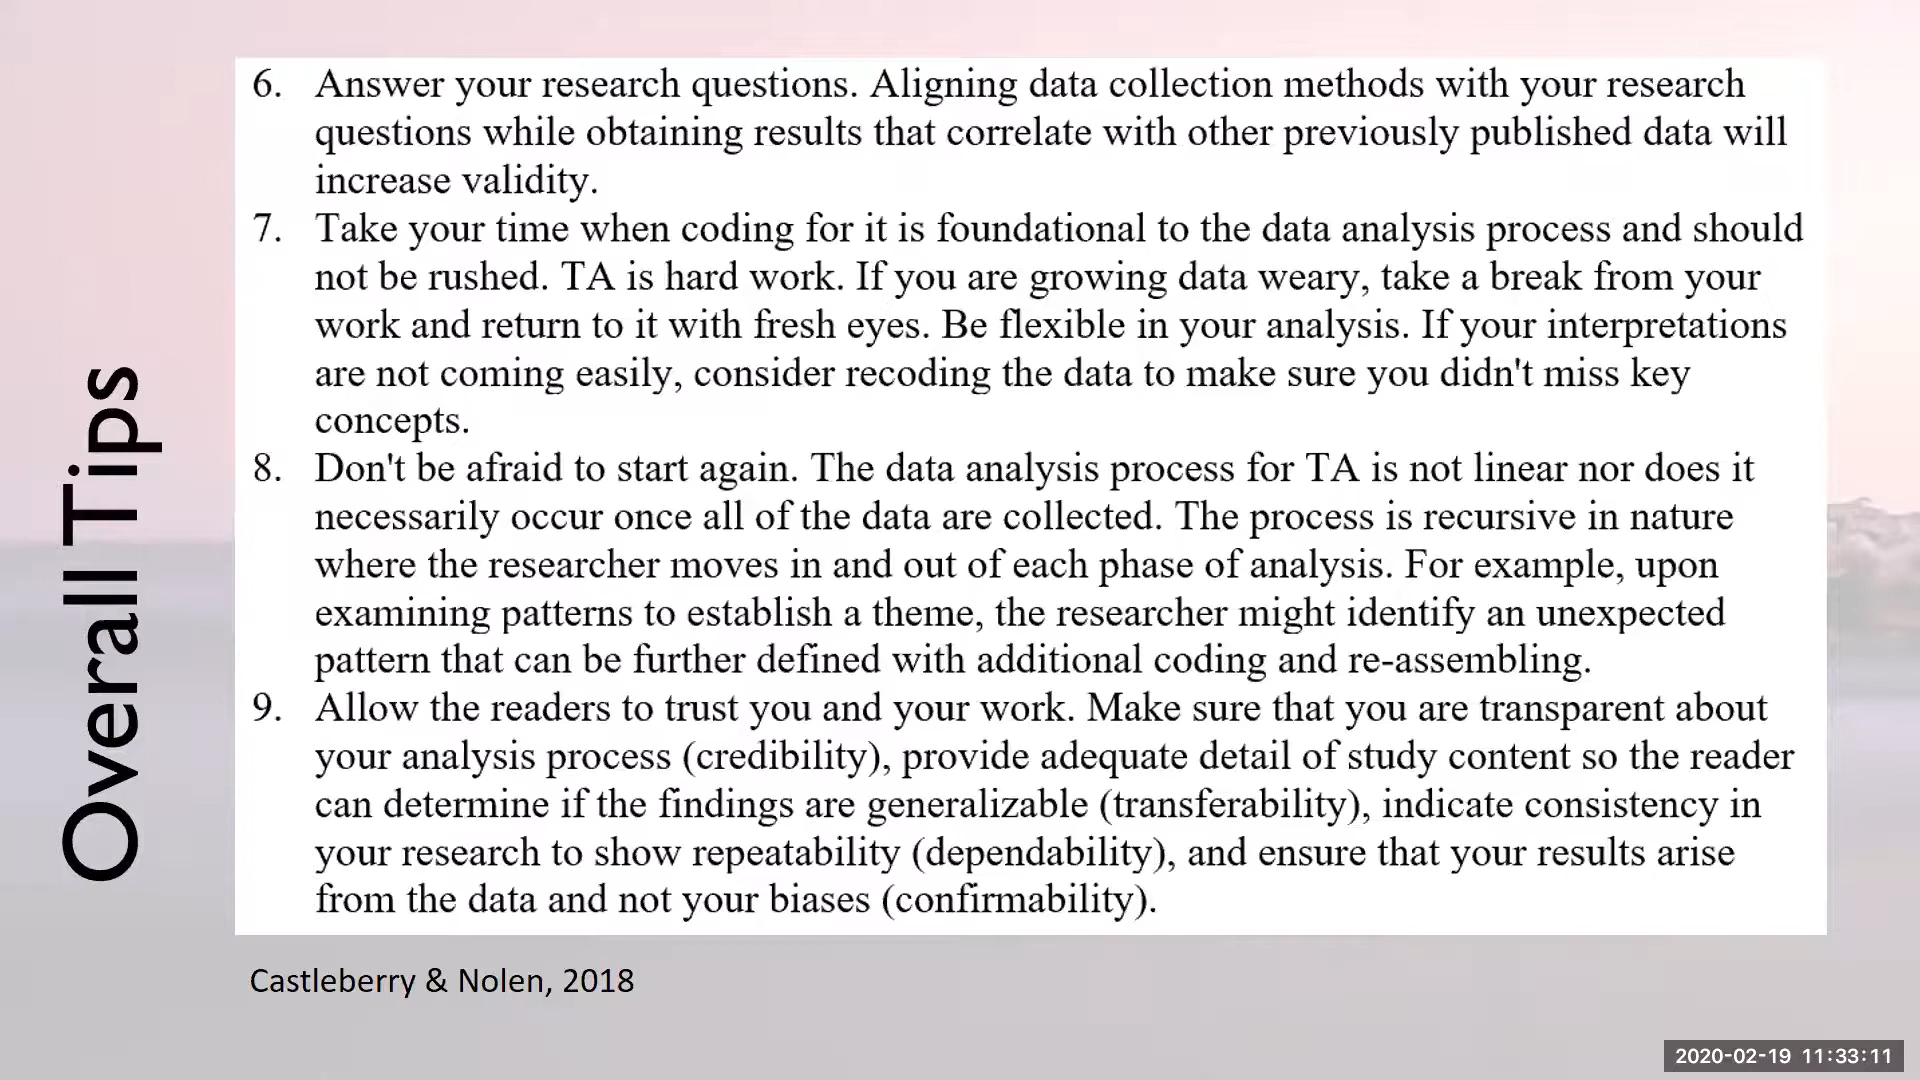 Overall Tips
6. Answer your research questions. Aligning data collection methods with your research
questions while obtaining results that correlate with other previously published data will
increase validity.
7. Take your time when coding for it is foundational to the data analysis process and should
not be rushed. TA is hard work. If you are growing data weary, take a break from your
work and return to it with fresh eyes. Be flexible in your analysis. If your interpretations
are not coming easily, consider recoding the data to make sure you didn't miss key
concepts.
8. Don't be afraid to start again. The data analysis process for TA is not linear nor does it
necessarily occur once all of the data are collected. The process is recursive in nature
where the researcher moves in and out of each phase of analysis. For example, upon
examining patterns to establish a theme, the researcher might identify an unexpected
pattern that can be further defined with additional coding and re-assembling.
9. Allow the readers to trust you and your work. Make sure that you are transparent about
your analysis process (credibility), provide adequate detail of study content so the reader
can determine if the findings are generalizable (transferability), indicate consistency in
your research to show repeatability (dependability), and ensure that your results arise
from the data and not your biases (confirmability).
Castleberry & Nolen, 2018
2020-02-19 11:33:11